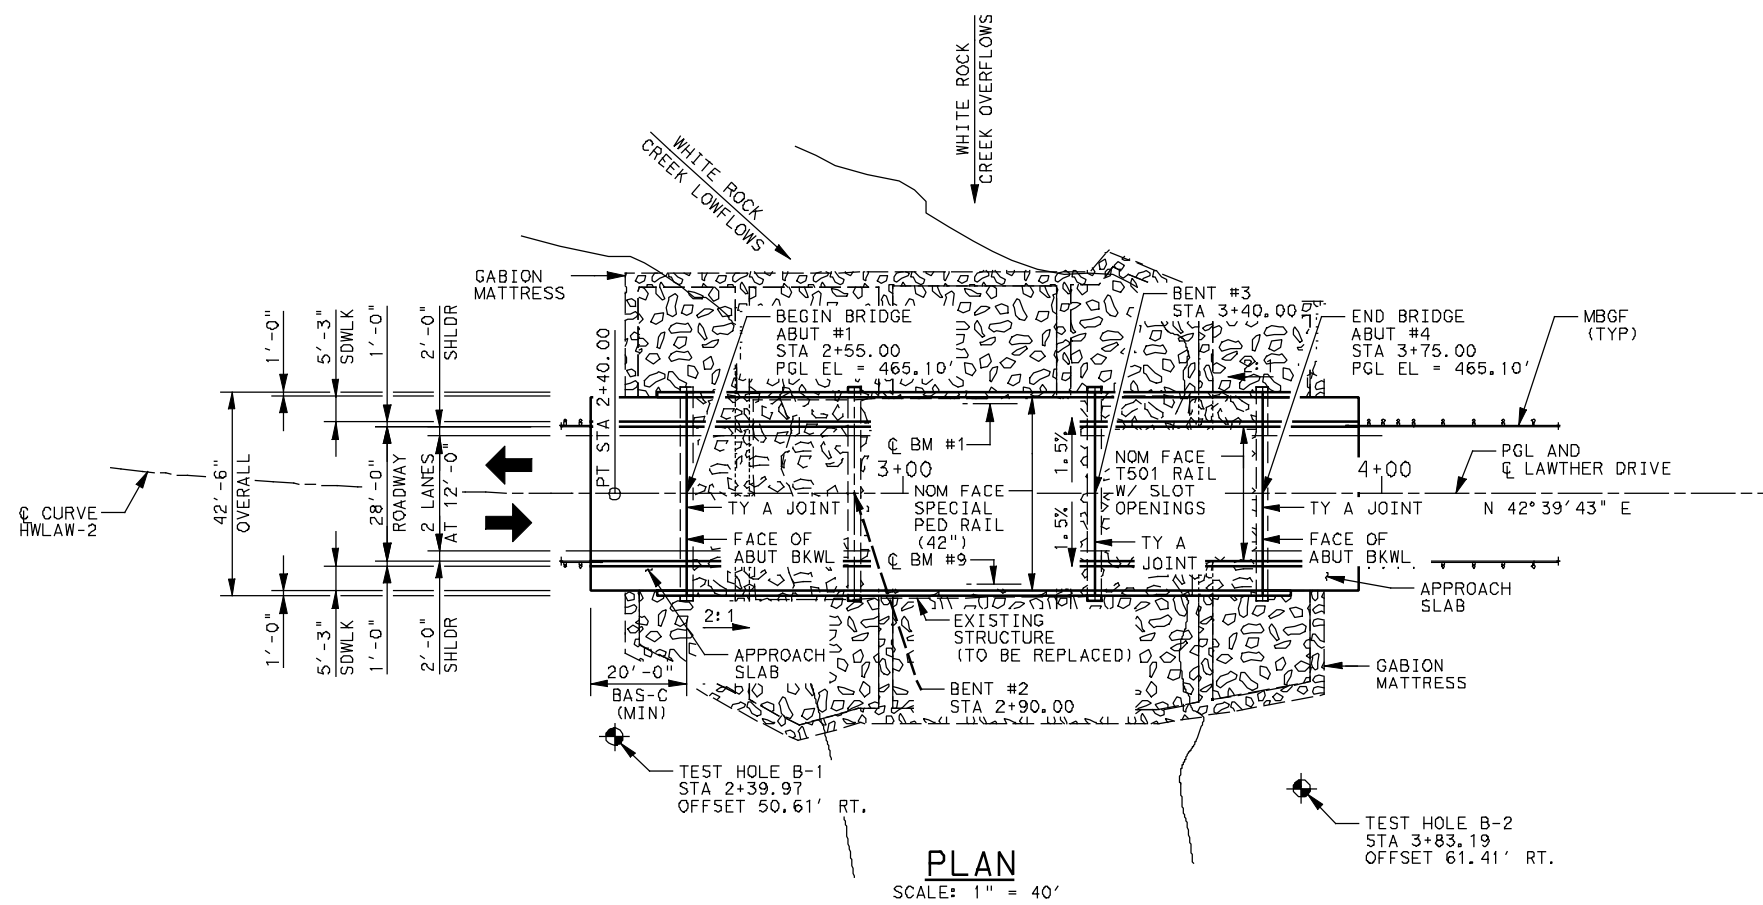 WHITE ROCK
CREEK OVERFLOWS
WHITE ROCK
CREEK LOWFLOWS
GABION
MATTRESS
BENT #3
STA 3+40.00
BEGIN BRIDGE
ABUT #1
STA 2+55.00
PGL EL = 465.10'
END BRIDGE
ABUT #4
STA 3+75.00
PGL EL = 465.10'
MBGF
(TYP)
1'-0"
5'-3"
SDWLK
1'-0"
2'-0"
SHLDR
PT STA 2+40.00
2:1
42'-6"
OVERALL
28'-0"
ROADWAY
2 LANES
AT 12'-0"
℄ CURVE
HWLAW-2
℄ BM #1
3+00
1.5%
NOM FACE
T501 RAIL
W/ SLOT
OPENINGS
4+00
PGL AND
℄ LAWTHER DRIVE
N 42°39'43" E
TY A JOINT
NOM FACE
SPECIAL
PED RAIL
(42")
1.5%
TY A JOINT
FACE OF
ABUT BKWL
℄ BM #9
TY A
JOINT
FACE OF
ABUT BKWL
APPROACH
SLAB
1'-0"
5'-3"
SDWLK
1'-0"
2'-0"
SHLDR
2:1
EXISTING
STRUCTURE
(TO BE REPLACED)
APPROACH
SLAB
20'-0"
BAS-C
(MIN)
BENT #2
STA 2+90.00
GABION
MATTRESS
TEST HOLE B-1
STA 2+39.97
OFFSET 50.61' RT.
TEST HOLE B-2
STA 3+83.19
OFFSET 61.41' RT.
PLAN
SCALE: 1" = 40'